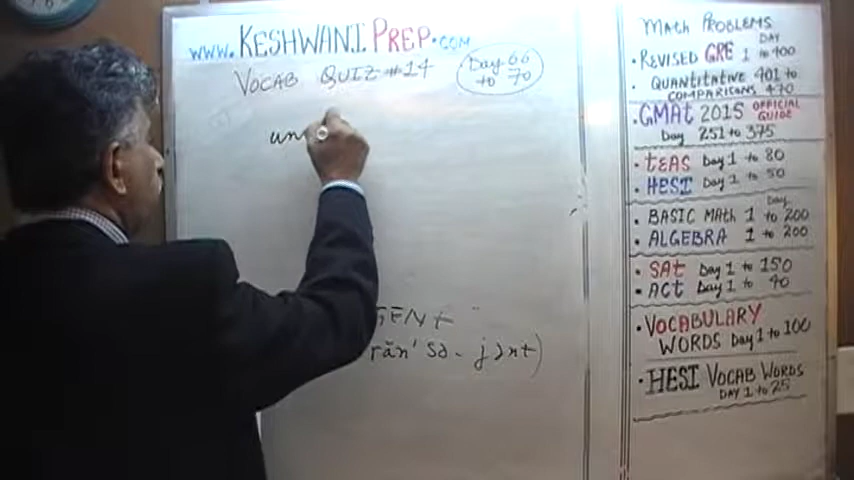 www.KESHWANI PREP.COM
VOCAB QUIZ #14
Day 66
to 70
un
GENT
răn'sə-jənt)
MATH PROBLEMS
DAY
• REVISED GRE 1 to 400
• QUANTITATIVE 401 to
COMPARISONS 470
• GMAt 2015 OFFICIAL
GUIDE
Day 251 to 375
• tEAS Day 1 to 80
• HESI Day 1 to 50
Day
• BASIC MAth 1 to 200
• ALGEBRA 1 to 200
• SAt Day 1 to 150
• ACt Day 1 to 40
• VOCABULARY
WORDS Day 1 to 100
• HESI VOCAB WORDS
DAY 1 to 25